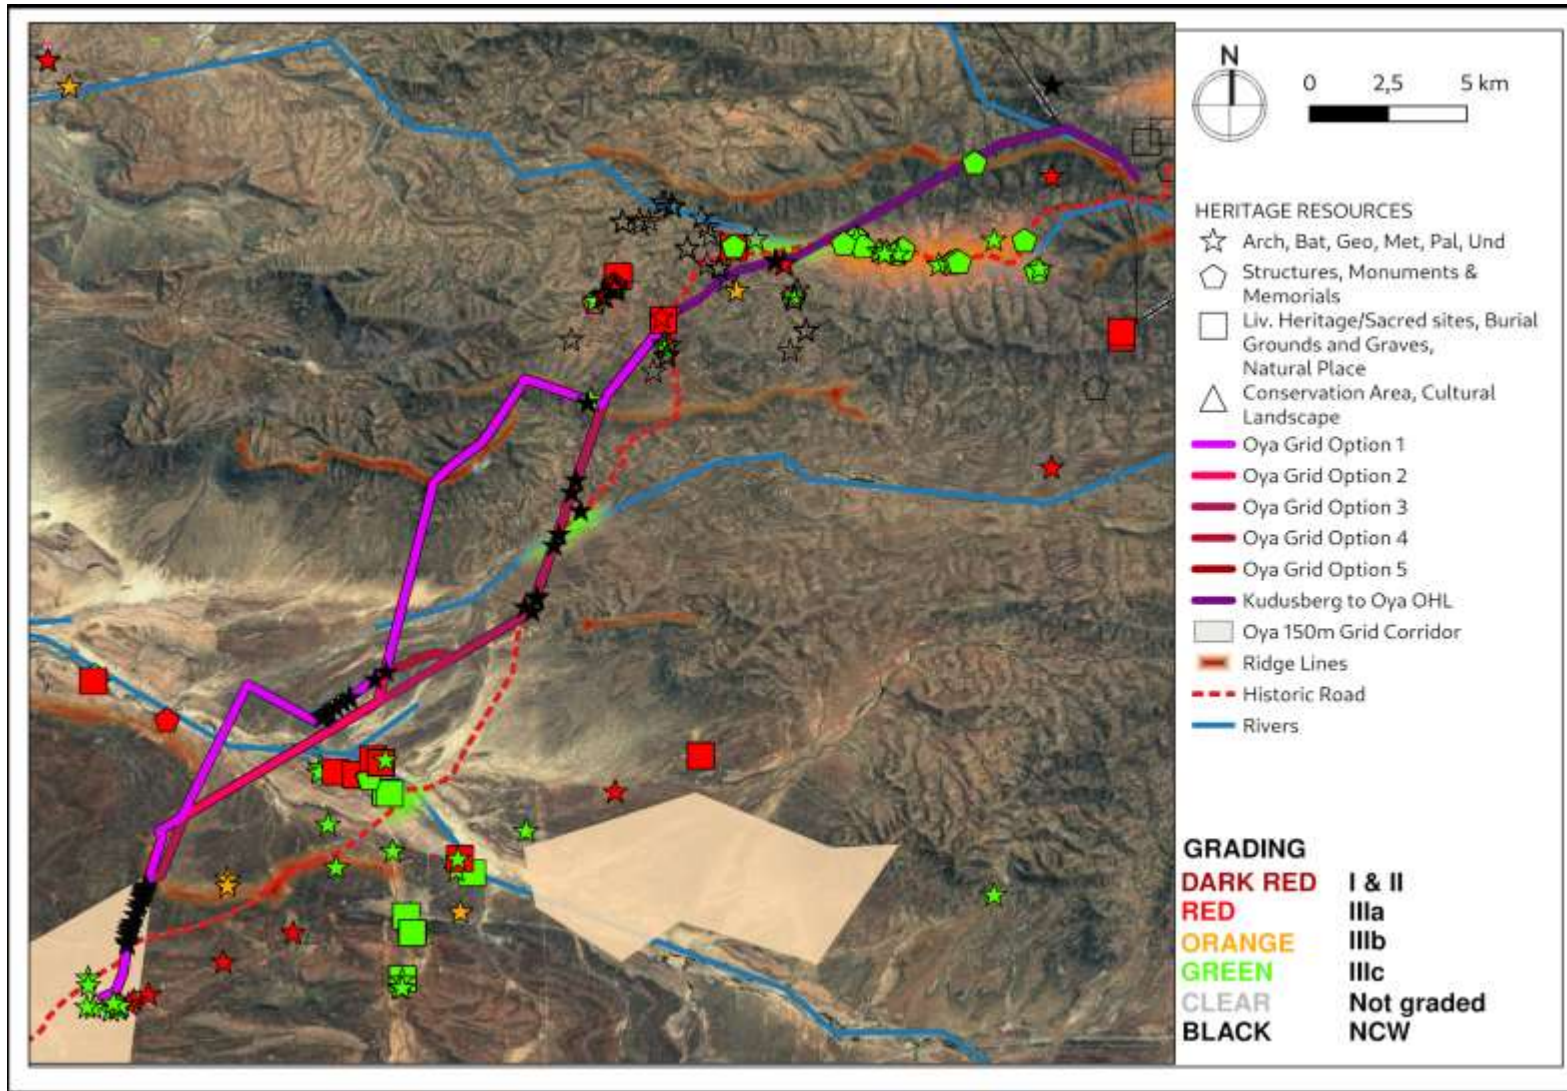 N
0 2,5 5 km
HERITAGE RESOURCES
Arch, Bat, Geo, Met, Pal, Und
Structures, Monuments &
Memorials
Liv. Heritage/Sacred sites, Burial
Grounds and Graves,
Natural Place
Conservation Area, Cultural
Landscape
Oya Grid Option 1
Oya Grid Option 2
Oya Grid Option 3
Oya Grid Option 4
Oya Grid Option 5
Kudusberg to Oya OHL
Oya 150m Grid Corridor
Ridge Lines
Historic Road
Rivers
GRADING
DARK RED I & II
RED IIIa
ORANGE IIIb
GREEN IIIc
CLEAR Not graded
BLACK NCW